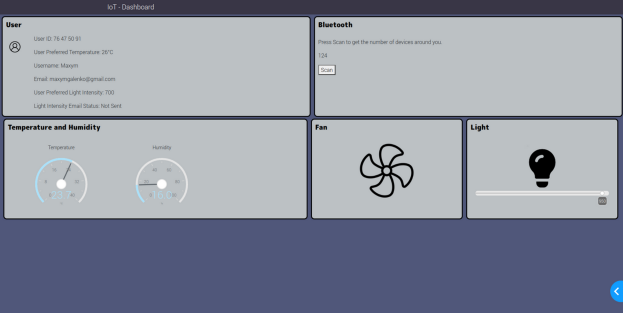 IoT - Dashboard
User
User ID: 76 47 50 91
User Preferred Temperature: 26°C
Username: Maxym
Email: maxymgalenko@gmail.com
User Preferred Light Intensity: 700
Light Intensity Email Status: Not Sent
Bluetooth
Press Scan to get the number of devices around you.
124
Scan
Temperature and Humidity
Temperature
Humidity
Fan
Light